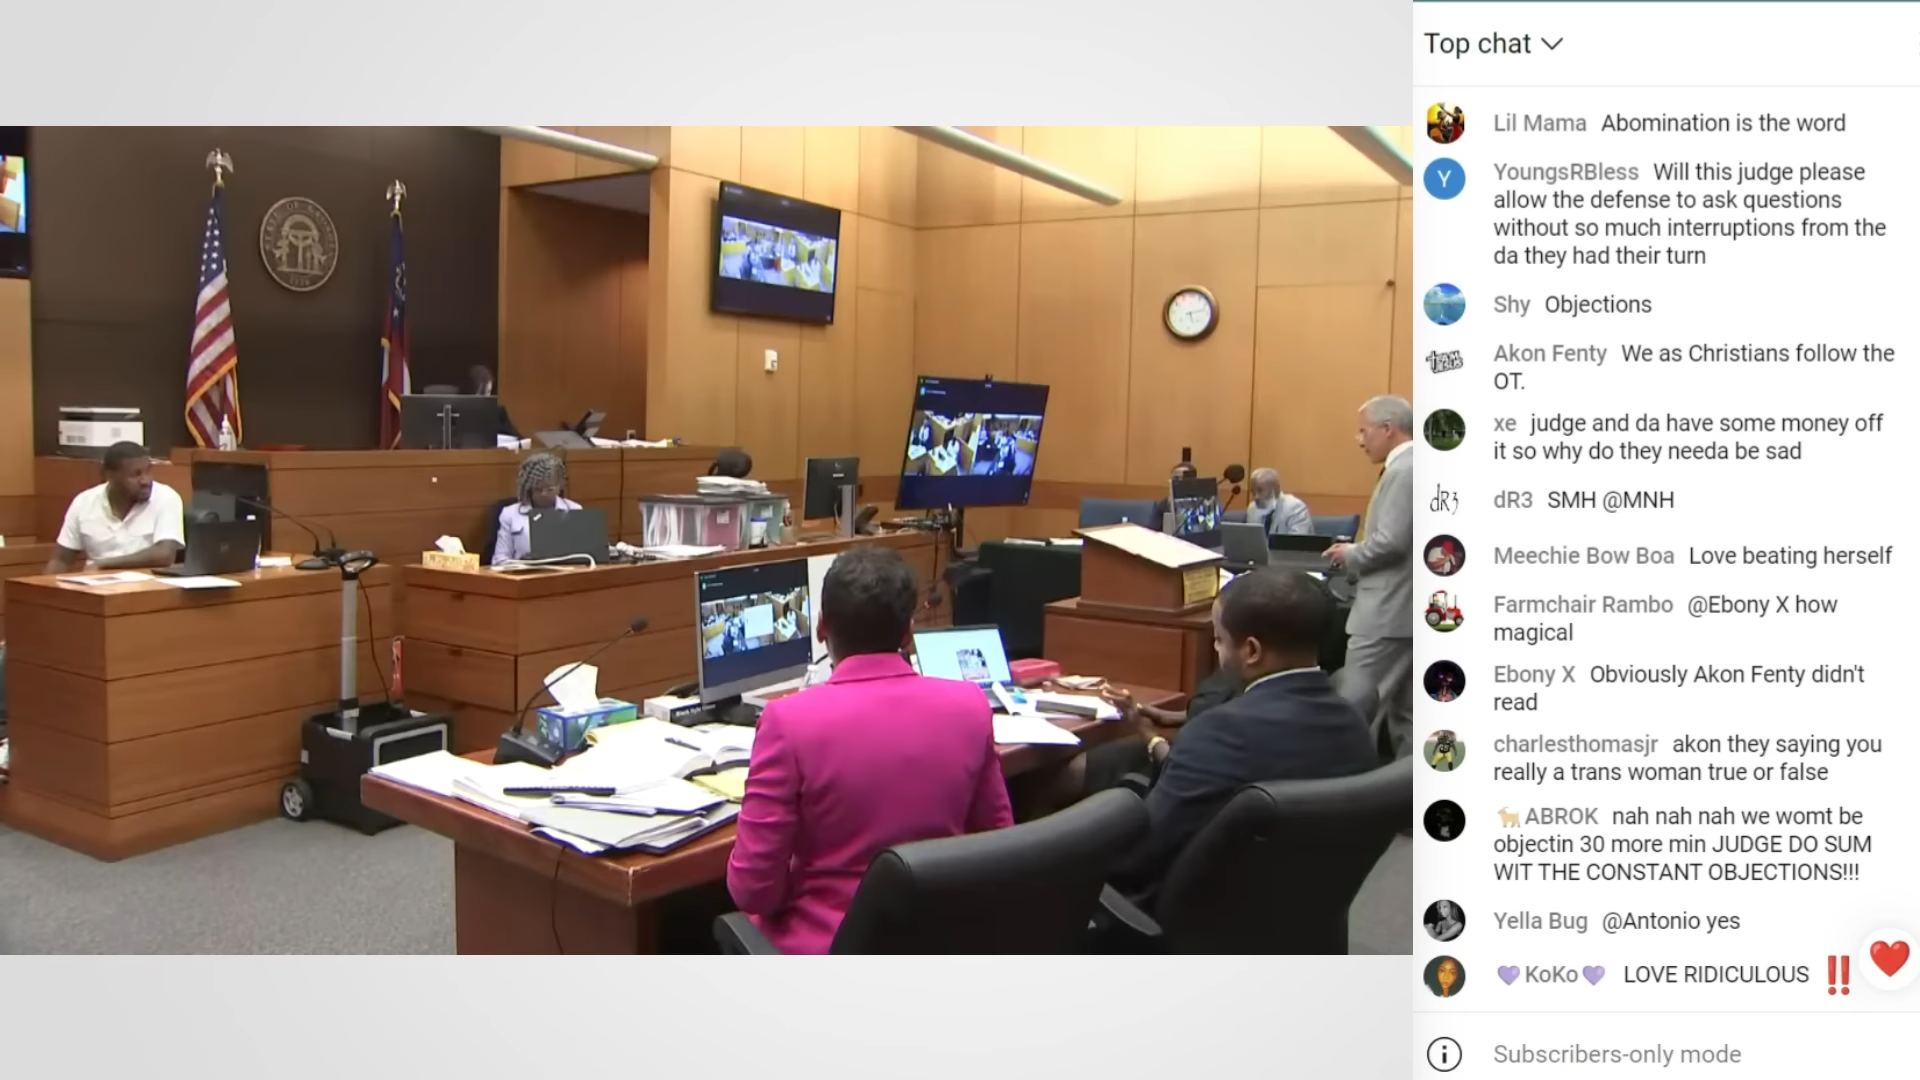 Top chat
Lil Mama Abomination is the word
YoungsRBless Will this judge please
allow the defense to ask questions
without so much interruptions from the
da they had their turn
Shy Objections
Akon Fenty We as Christians follow the
OT.
xe judge and da have some money off
it so why do they needa be sad
dR3 SMH @MNH
Meechie Bow Boa Love beating herself
Farmchair Rambo @Ebony X how
magical
Ebony X Obviously Akon Fenty didn't
read
charlesthomasjr akon they saying you
really a trans woman true or false
🐐ABROK nah nah nah we womt be
objectin 30 more min JUDGE DO SUM
WIT THE CONSTANT OBJECTIONS!!!
Yella Bug @Antonio yes
💜KoKo💜 LOVE RIDICULOUS ‼️
Subscribers-only mode
Y
dR3